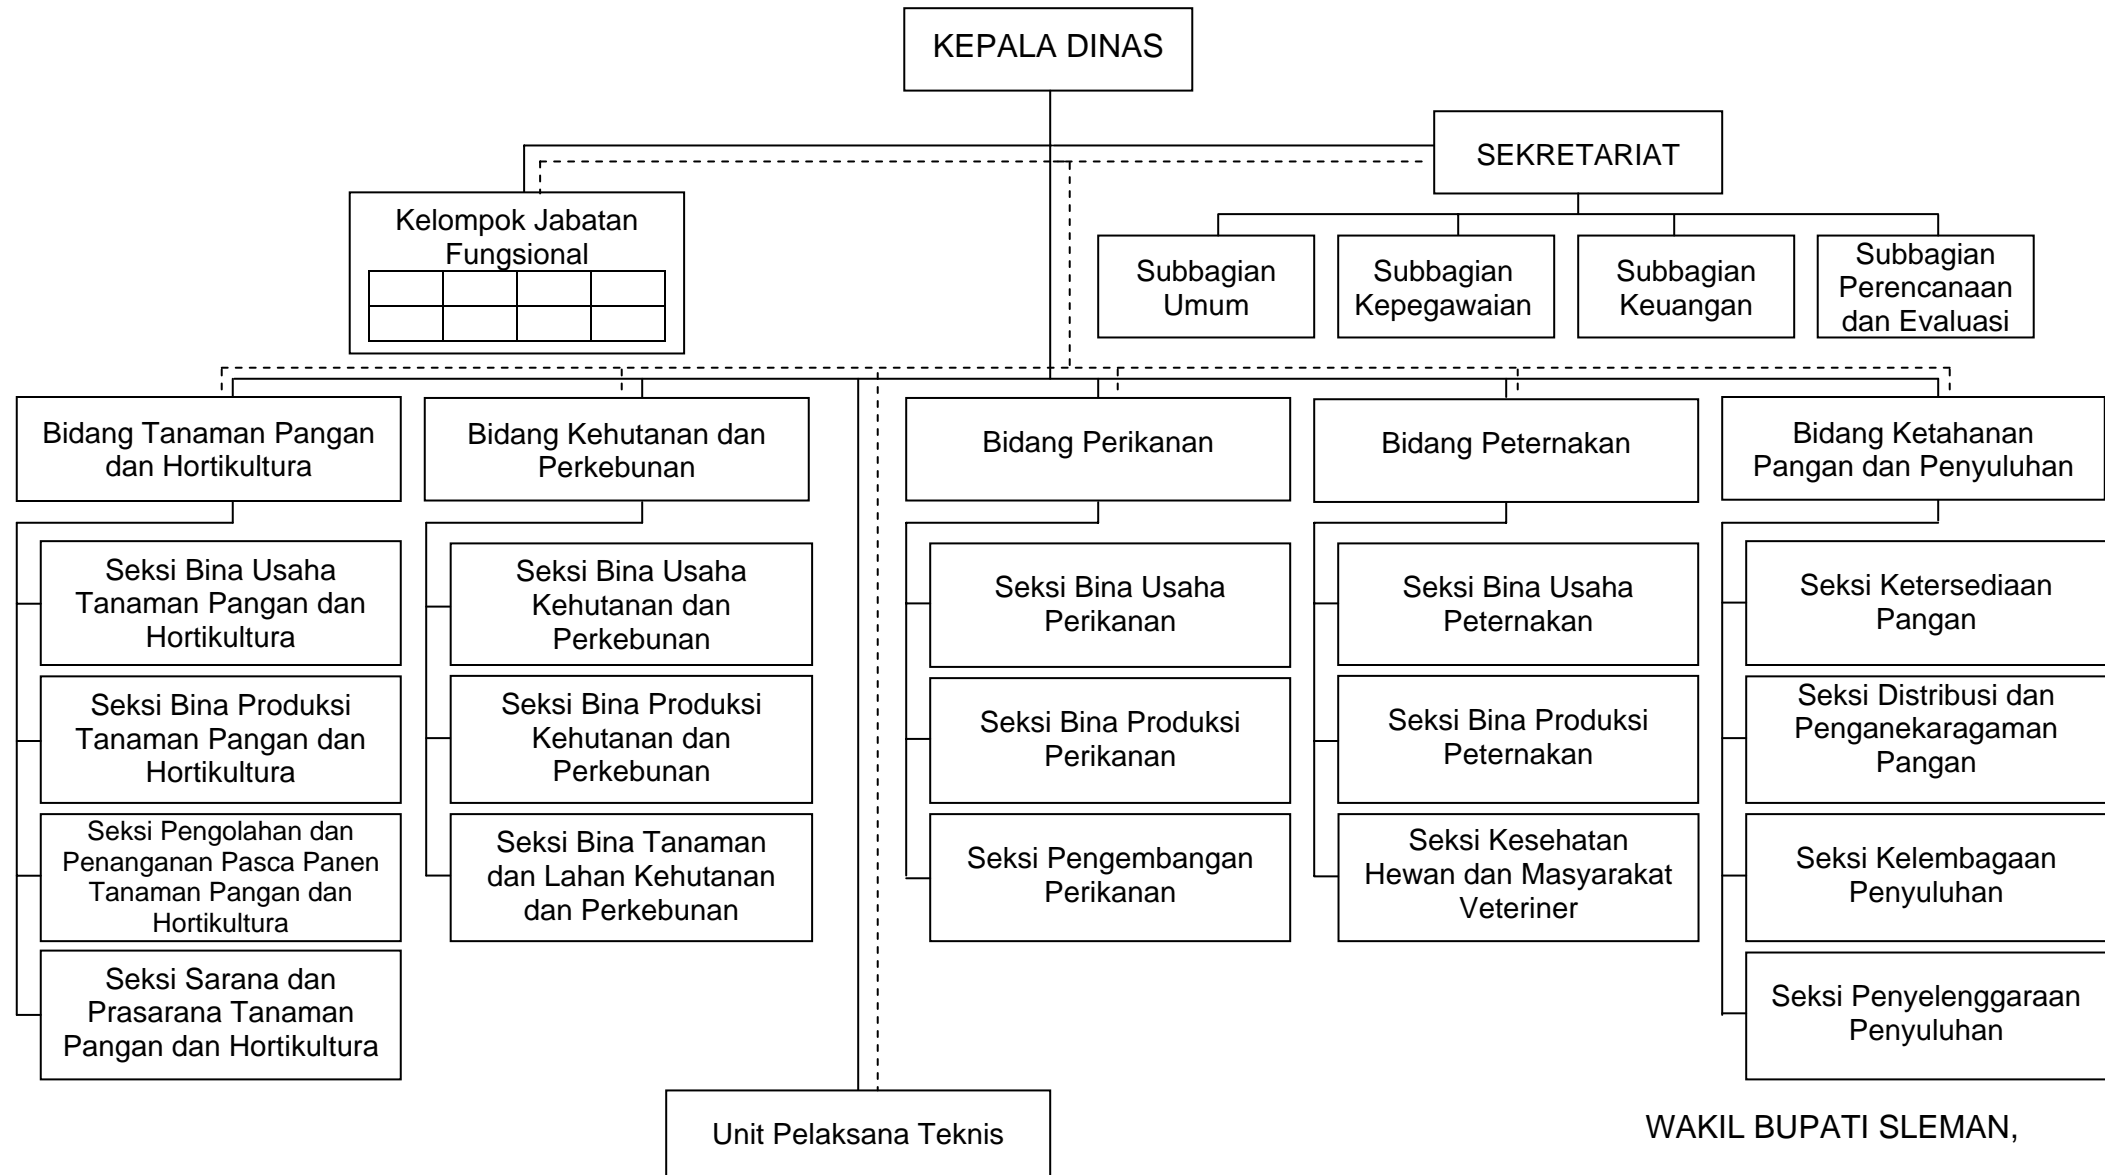 KEPALA DINAS
SEKRETARIAT
Kelompok Jabatan
Fungsional
Subbagian
Umum
Subbagian
Kepegawaian
Subbagian
Keuangan
Subbagian
Perencanaan
dan Evaluasi
Bidang Tanaman Pangan
dan Hortikultura
Bidang Kehutanan dan
Perkebunan
Bidang Perikanan
Bidang Peternakan
Bidang Ketahanan
Pangan dan Penyuluhan
Seksi Bina Usaha
Tanaman Pangan dan
Hortikultura
Seksi Bina Produksi
Tanaman Pangan dan
Hortikultura
Seksi Pengolahan dan
Penanganan Pasca Panen
Tanaman Pangan dan
Hortikultura
Seksi Sarana dan
Prasarana Tanaman
Pangan dan Hortikultura
Seksi Bina Usaha
Kehutanan dan
Perkebunan
Seksi Bina Produksi
Kehutanan dan
Perkebunan
Seksi Bina Tanaman
dan Lahan Kehutanan
dan Perkebunan
Seksi Bina Usaha
Perikanan
Seksi Bina Produksi
Perikanan
Seksi Pengembangan
Perikanan
Seksi Bina Usaha
Peternakan
Seksi Bina Produksi
Peternakan
Seksi Kesehatan
Hewan dan Masyarakat
Veteriner
Seksi Ketersediaan
Pangan
Seksi Distribusi dan
Penganekaragaman
Pangan
Seksi Kelembagaan
Penyuluhan
Seksi Penyelenggaraan
Penyuluhan
Unit Pelaksana Teknis
WAKIL BUPATI SLEMAN,